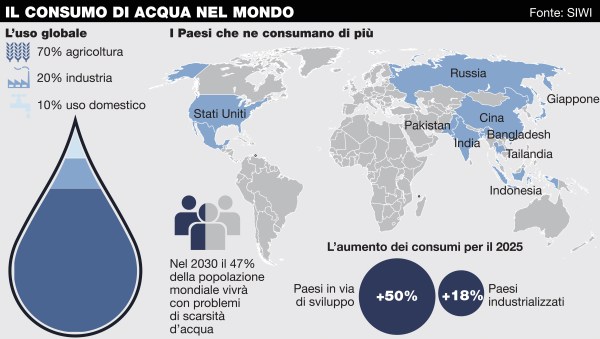 IL CONSUMO DI ACQUA NEL MONDO
Fonte: SIWI
L'uso globale
70% agricoltura
20% industria
10% uso domestico
I Paesi che ne consumano di più
Russia
Giappone
Stati Uniti
Cina
Pakistan
Bangladesh
India
Tailandia
Indonesia
Nel 2030 il 47%
della popolazione
mondiale vivrà
con problemi
di scarsità
d'acqua
L'aumento dei consumi per il 2025
Paesi in via
di sviluppo
+50%
+18%
Paesi
industrializzati